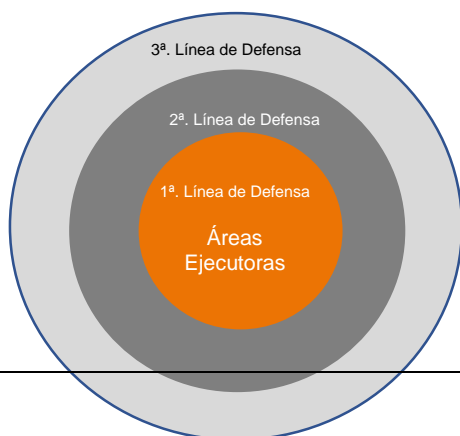 3ª. Línea de Defensa
2ª. Línea de Defensa
1ª. Línea de Defensa
Áreas
Ejecutoras